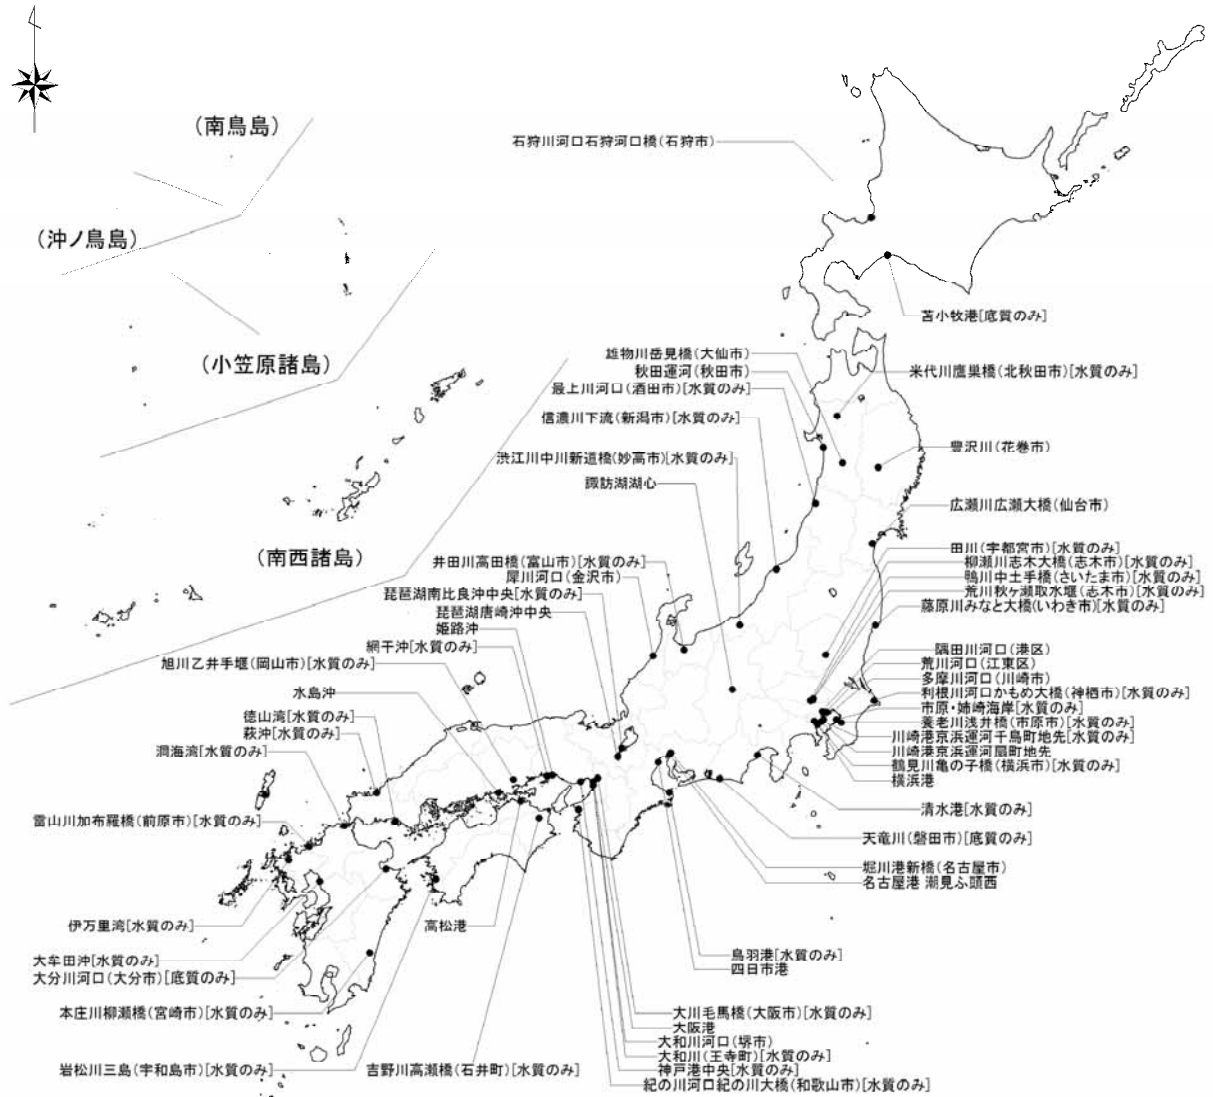 (南鳥島)
石狩川河口石狩河口橋(石狩市)
(沖ノ鳥島)
苫小牧港[底質のみ]
(小笠原諸島)
雄物川岳見橋(大仙市)
秋田運河(秋田市)
米代川鷹巣橋(北秋田市)[水質のみ]
最上川河口(酒田市)[水質のみ]
信濃川下流(新潟市)[水質のみ]
豊沢川(花巻市)
渋江川中川新道橋(妙高市)[水質のみ]
諏訪湖湖心
広瀬川広瀬大橋(仙台市)
(南西諸島)
田川(宇都宮市)[水質のみ]
井田川高田橋(富山市)[水質のみ]
柳瀬川志木大橋(志木市)[水質のみ]
犀川河口(金沢市)
鴨川中土手橋(さいたま市)[水質のみ]
琵琶湖南比良沖中央[水質のみ]
荒川秋ヶ瀬取水堰(志木市)[水質のみ]
琵琶湖唐崎沖中央
藤原川みなと大橋(いわき市)[水質のみ]
姫路沖
網干沖[水質のみ]
隅田川河口(港区)
旭川乙井手堰(岡山市)[水質のみ]
荒川河口(江東区)
多摩川河口(川崎市)
水島沖
利根川河口かもめ大橋(神栖市)[水質のみ]
市原・姉崎海岸[水質のみ]
徳山湾[水質のみ]
養老川浅井橋(市原市)[水質のみ]
萩沖[水質のみ]
川崎港京浜運河千鳥町地先[水質のみ]
洞海湾[水質のみ]
川崎港京浜運河扇町地先
鶴見川亀の子橋(横浜市)[水質のみ]
横浜港
清水港[水質のみ]
雷山川加布羅橋(前原市)[水質のみ]
天竜川(磐田市)[底質のみ]
堀川港新橋(名古屋市)
名古屋港 潮見ふ頭西
伊万里湾[水質のみ]
高松港
鳥羽港[水質のみ]
大牟田沖[水質のみ]
四日市港
大分川河口(大分市)[底質のみ]
本庄川柳瀬橋(宮崎市)[水質のみ]
大川毛馬橋(大阪市)[水質のみ]
大阪港
大和川河口(堺市)
大和川(王寺町)[水質のみ]
岩松川三島(宇和島市)[水質のみ]
吉野川高瀬橋(石井町)[水質のみ]
神戸港中央[水質のみ]
紀の川河口紀の川大橋(和歌山市)[水質のみ]